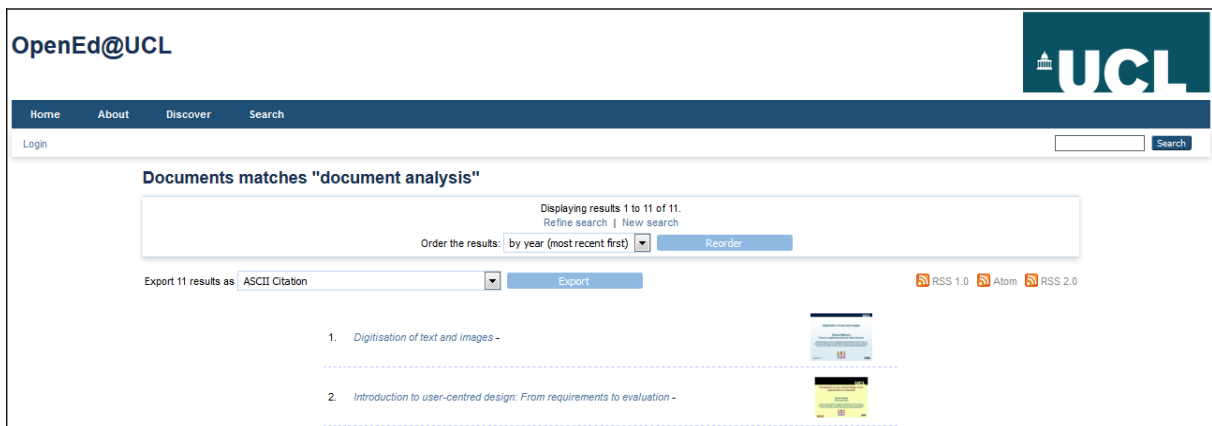 OpenEd@UCL
UCL
Home About Discover Search
Login Search
Documents matches "document analysis"
Displaying results 1 to 11 of 11.
Refine search | New search
Order the results: by year (most recent first) Reorder
Export 11 results as ASCII Citation Export RSS 1.0 Atom RSS 2.0
1. Digitisation of text and images -
2. Introduction to user-centred design: From requirements to evaluation -